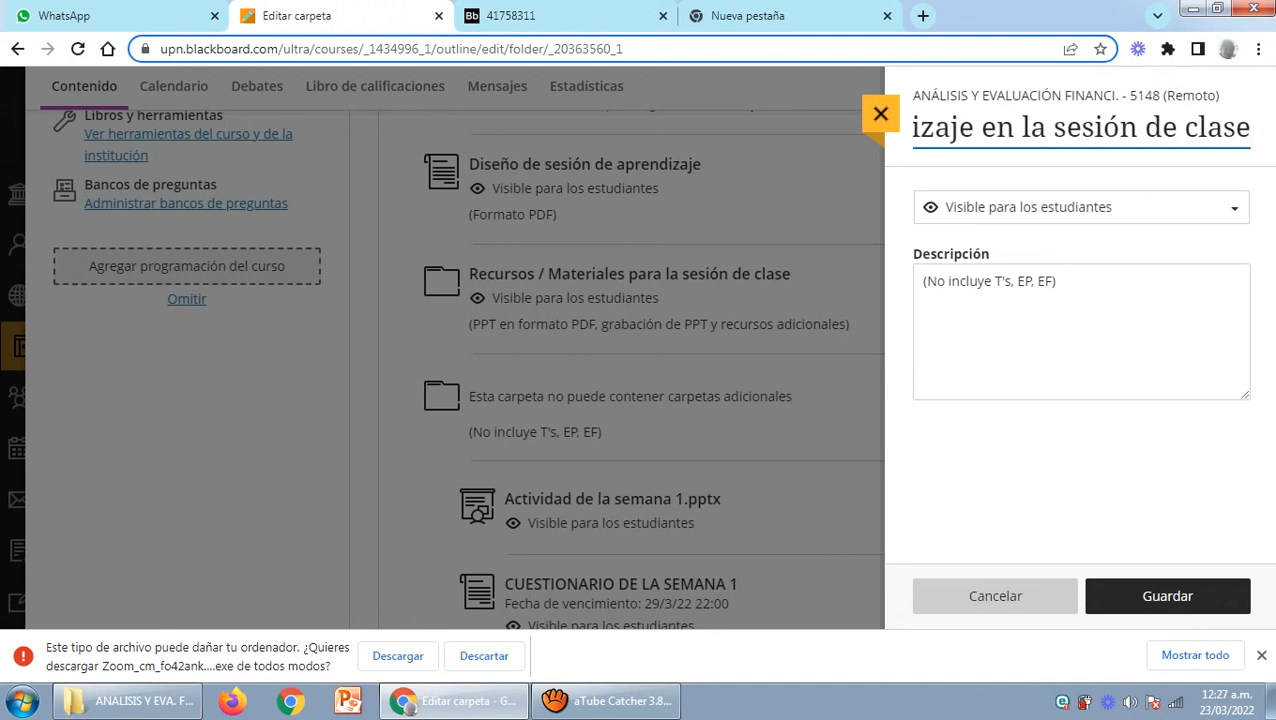 WhatsApp
Editar carpeta
41758311
Nueva pestaña
upn.blackboard.com/ultra/courses/_1434996_1/outline/edit/folder/_20363560_1
Contenido
Calendario
Debates
Libro de calificaciones
Mensajes
Estadísticas
Libros y herramientas
Ver herramientas del curso y de la
institución
Bancos de preguntas
Administrar bancos de preguntas
Agregar programación del curso
Omitir
Diseño de sesión de aprendizaje
Visible para los estudiantes
(Formato PDF)
Recursos / Materiales para la sesión de clase
Visible para los estudiantes
(PPT en formato PDF, grabación de PPT y recursos adicionales)
Esta carpeta no puede contener carpetas adicionales
(No incluye T's, EP, EF)
Actividad de la semana 1.pptx
Visible para los estudiantes
CUESTIONARIO DE LA SEMANA 1
Fecha de vencimiento: 29/3/22 22:00
Visible para los estudiantes
ANÁLISIS Y EVALUACIÓN FINANCI. - 5148 (Remoto)
izaje en la sesión de clase
Visible para los estudiantes
Descripción
(No incluye T's, EP, EF)
Cancelar
Guardar
Este tipo de archivo puede dañar tu ordenador. ¿Quieres
descargar Zoom_cm_fo42ank....exe de todos modos?
Descargar
Descartar
Mostrar todo
ANALISIS Y EVA. F...
Editar carpeta - G...
aTube Catcher 3.8...
12:27 a.m.
23/03/2022